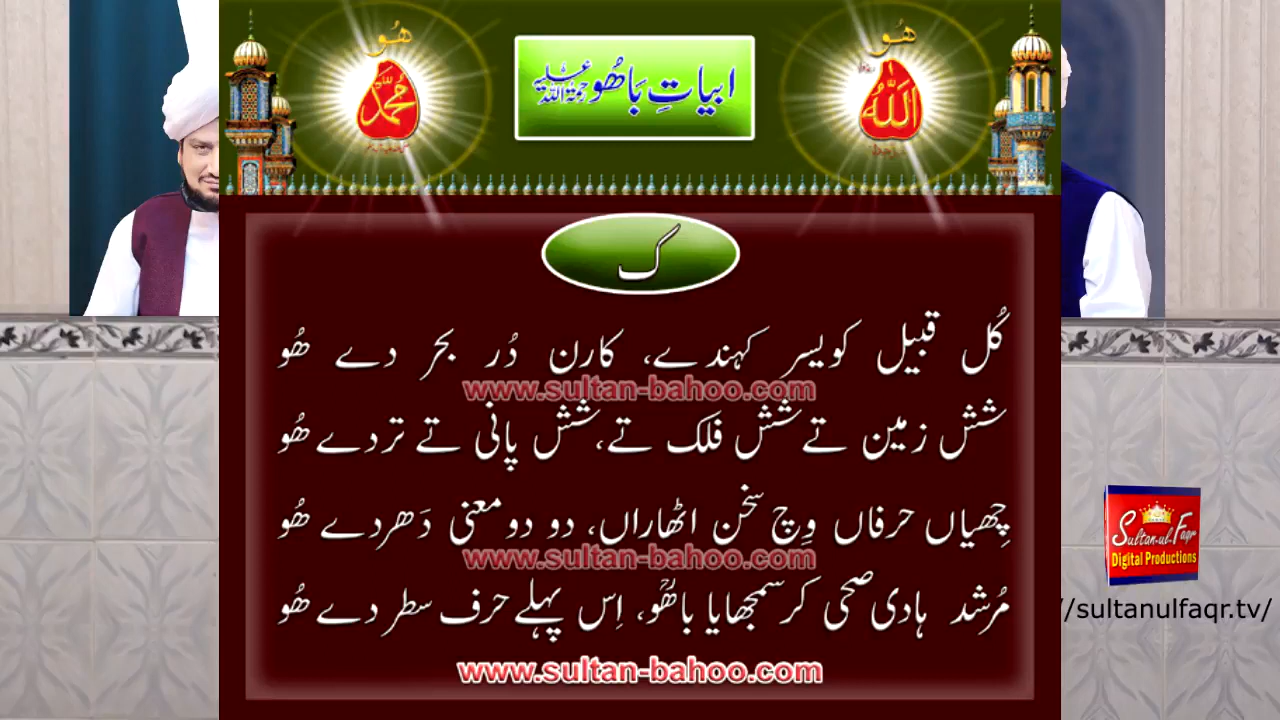 ھُو
ھُو
اللّٰہ
محمد
ابیاتِ بَاھُو رحمۃ اللہ علیہ
ک
کُل قبیل کویسر کہندے، کارن دُر بحر دے ھُو
www.sultan-bahoo.com
شش زمین تے شش فلک تے، شش پانی تے تردے ھُو
چھیاں حرفاں وِچ سخن اٹھاراں، دو دو معنی دَھردے ھُو
www.sultan-bahoo.com
مُرشد ہادی صحی کر سمجھایا باھُوؒ، اِس پہلے حرف سطر دے ھُو
www.sultan-bahoo.com
Sultan-ul-Faqr
Digital Productions
//sultanulfaqr.tv/